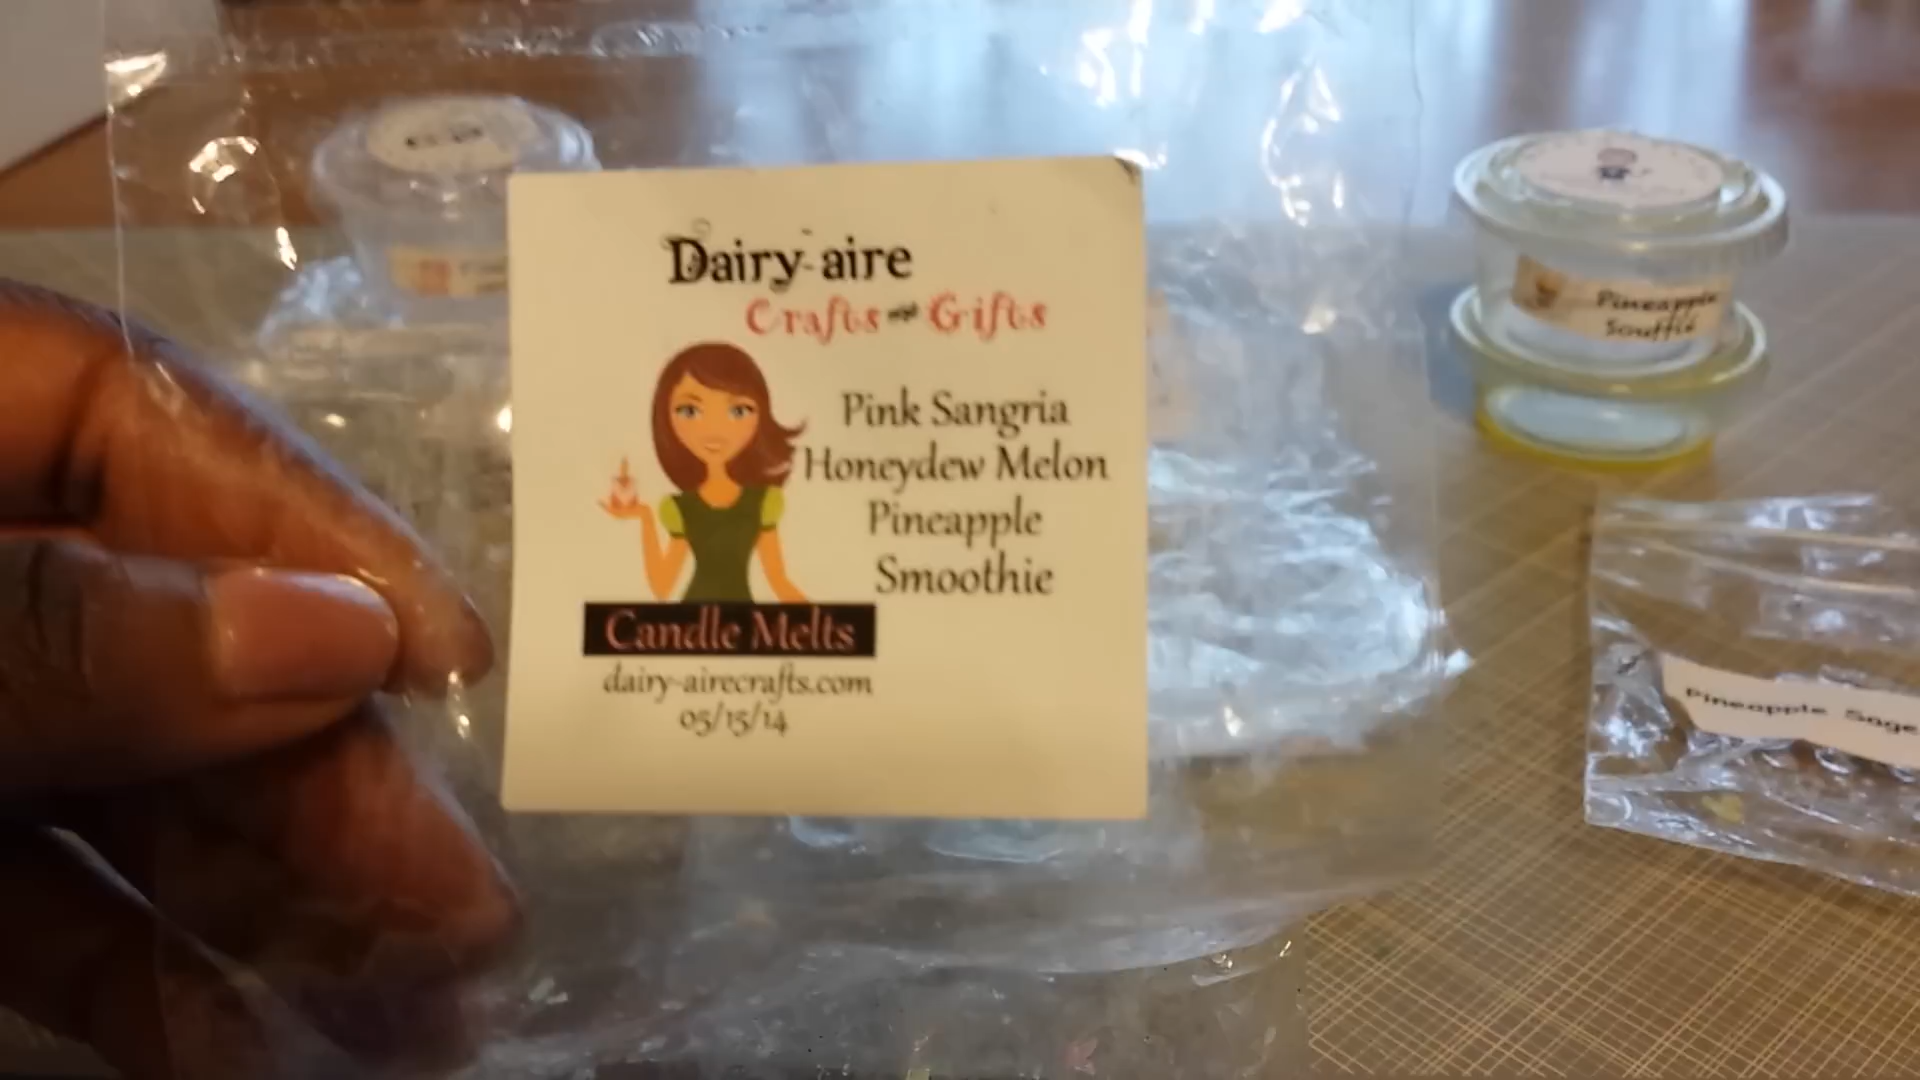 Dairy-aire
Crafts and Gifts
Pink Sangria
Honeydew Melon
Pineapple
Smoothie
Candle Melts
dairy-airecrafts.com
05/15/14
Pineapple
Souffle
Pineapple Sage